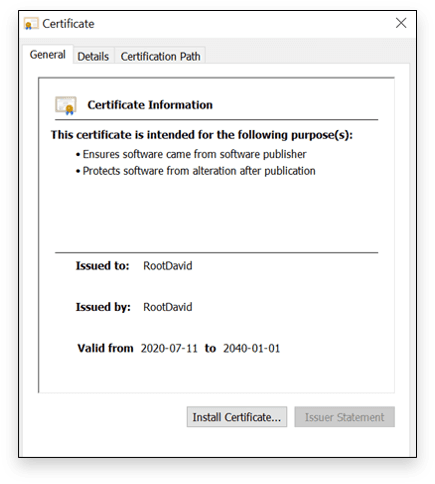 Certificate
General Details Certification Path
Certificate Information
This certificate is intended for the following purpose(s):
• Ensures software came from software publisher
• Protects software from alteration after publication
Issued to: RootDavid
Issued by: RootDavid
Valid from 2020-07-11 to 2040-01-01
Install Certificate... Issuer Statement